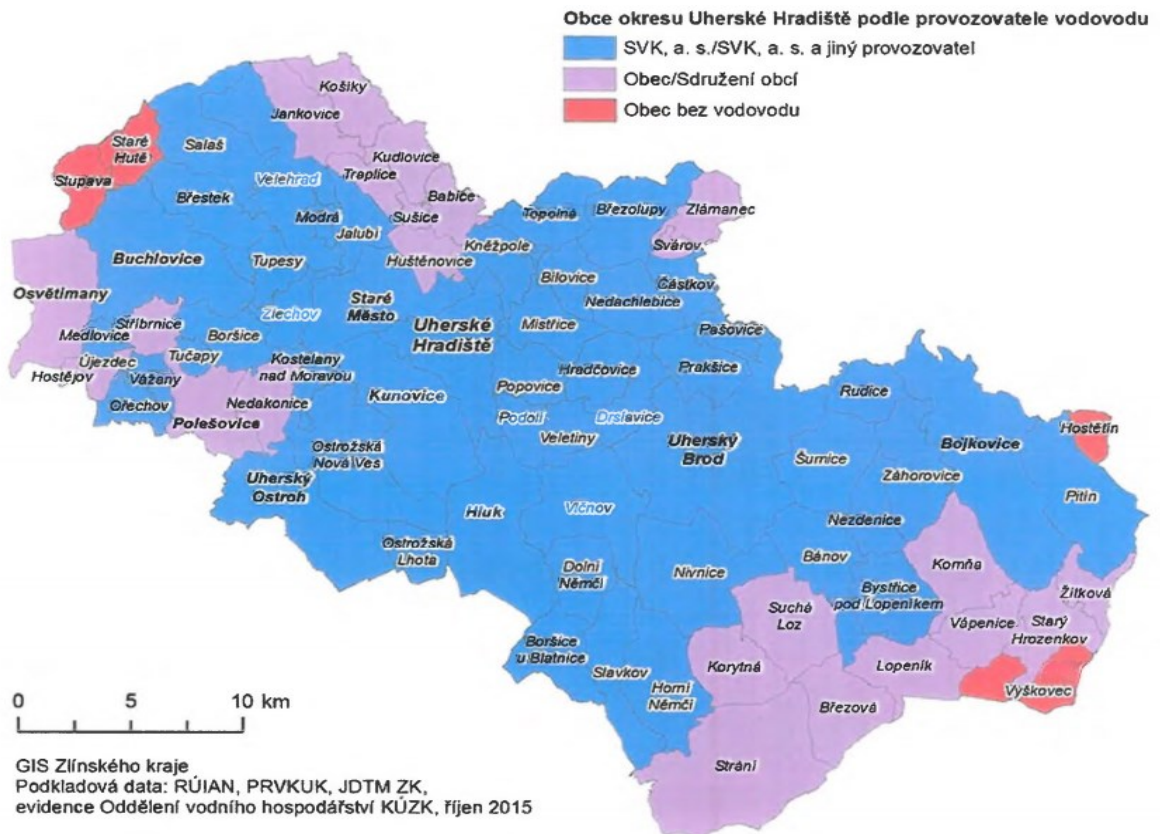 Obce okresu Uherské Hradiště podle provozovatele vodovodu
SVK, a. s./SVK, a. s. a jiný provozovatel
Obec/Sdružení obcí
Obec bez vodovodu
Košíky
Jankovice
Staré
Hutě
Salaš
Kudlovice
Stupava
Velehrad
Traplice
Břestek
Babice
Zlámanec
Modrá
Sušice
Topolná
Březolupy
Jalubí
Kněžpole
Svárov
Buchlovice
Tupesy
Huštěnovice
Bílovice
Částkov
Osvětimany
Staré
Město
Nedachlebice
Stříbrnice
Zlechov
Uherské
Hradiště
Mistřice
Medlovice
Boršice
Pašovice
Újezdec
Tučapy
Kostelany
nad Moravou
Hradčovice
Prakšice
Hostějov
Vážany
Popovice
Rudice
Ořechov
Nedakonice
Kunovice
Polešovice
Podolí
Drslavice
Hostětín
Veletiny
Uherský
Brod
Bojkovice
Ostrožská
Nová Ves
Šumice
Záhorovice
Uherský
Ostroh
Pitín
Hluk
Vlčnov
Nezdenice
Ostrožská
Lhota
Bánov
Dolní
Němčí
Nivnice
Komňa
Bystřice
pod Lopeníkem
Žítková
Suchá
Loz
Vápenice
Starý
Hrozenkov
Boršice
u Blatnice
Slavkov
Korytná
Lopeník
Horní
Němčí
Březová
Vyškovec
Strání
0 5 10 km
GIS Zlínského kraje
Podkladová data: RÚIAN, PRVKUK, JDTM ZK,
evidence Oddělení vodního hospodářství KÚZK, říjen 2015